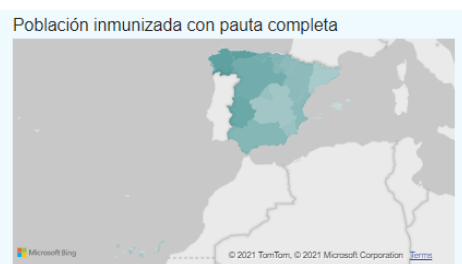 Población inmunizada con pauta completa
Microsoft Bing
© 2021 TomTom, © 2021 Microsoft Corporation Terms